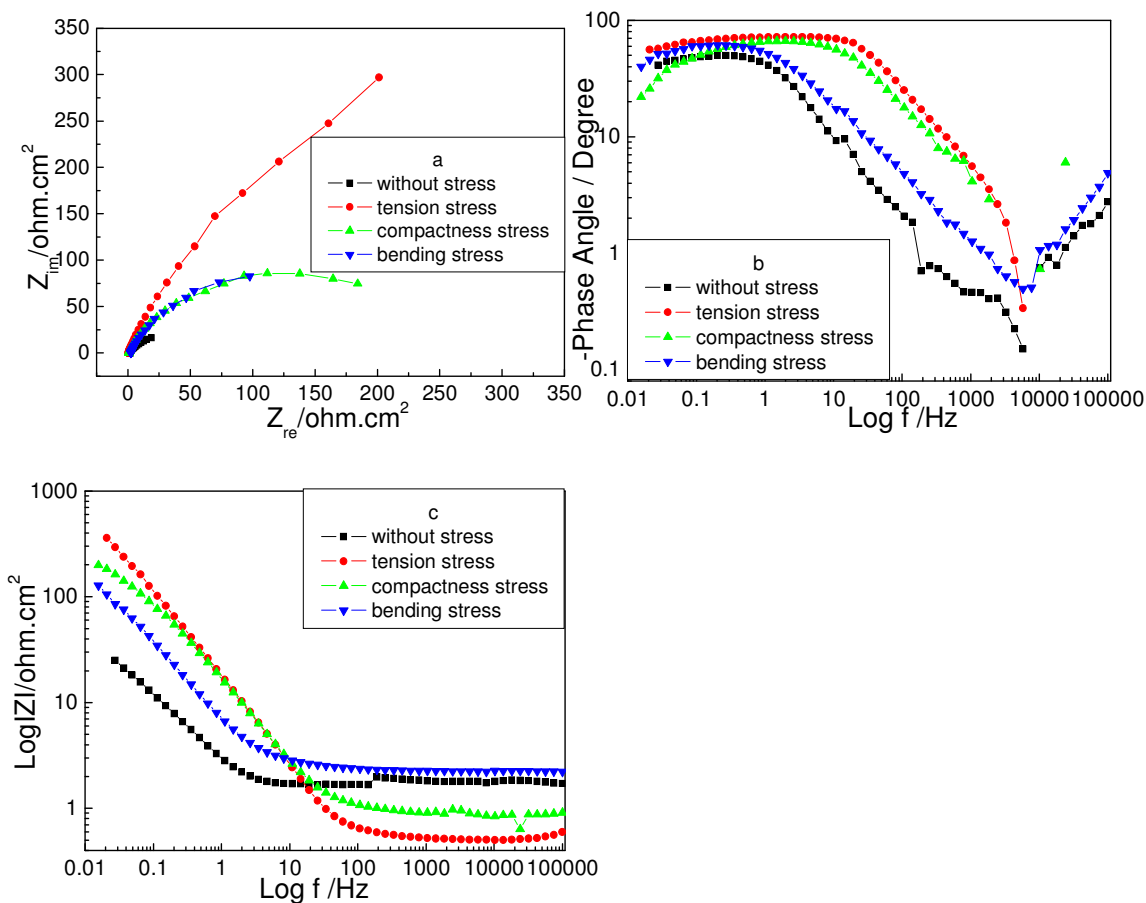 350
300
250
200
150
100
50
0
Z_im/ohm.cm²
a
without stress
tension stress
compactness stress
bending stress
0 50 100 150 200 250 300 350
Z_re/ohm.cm²
100
10
1
0.1
-Phase Angle / Degree
b
without stress
tension stress
compactness stress
bending stress
0.01 0.1 1 10 100 1000 10000 100000
Log f /Hz
1000
100
10
1
Log|Z|/ohm.cm²
c
without stress
tension stress
compactness stress
bending stress
0.01 0.1 1 10 100 1000 10000 100000
Log f /Hz